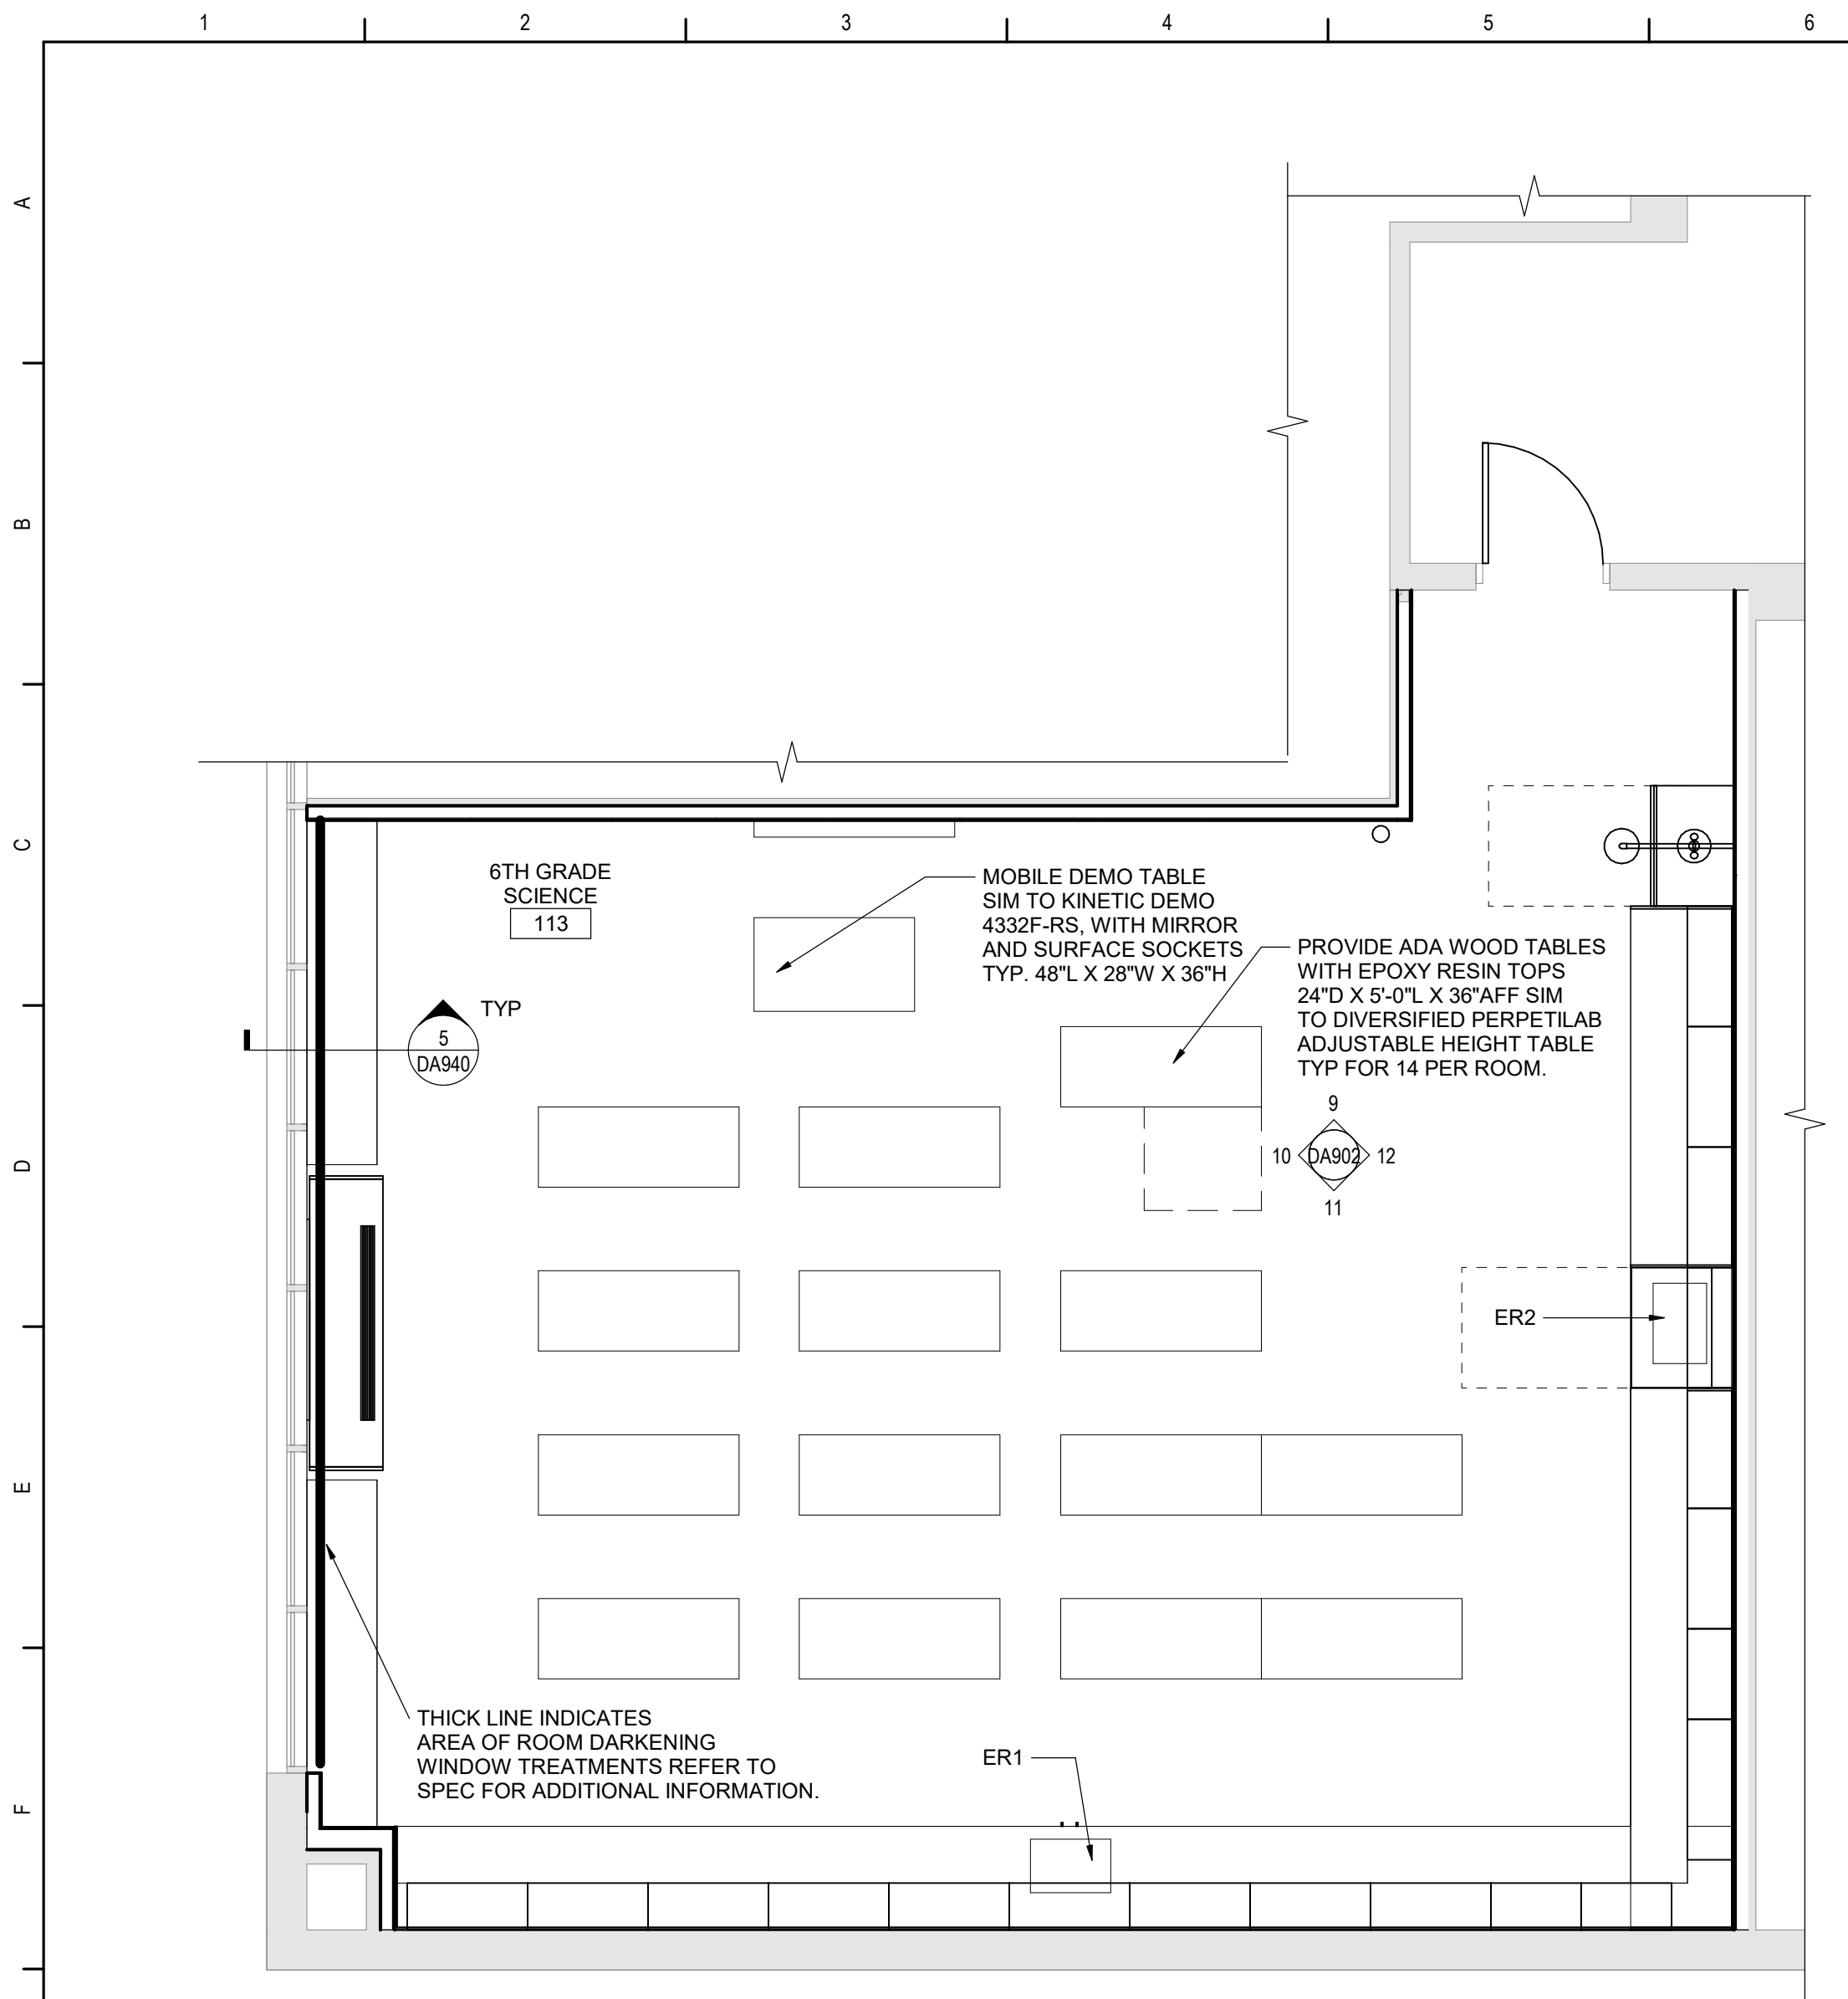 1 2 3 4 5 6
A
B
C
D
E
F
6TH GRADE
SCIENCE
113
MOBILE DEMO TABLE
SIM TO KINETIC DEMO
4332F-RS, WITH MIRROR
AND SURFACE SOCKETS
TYP. 48"L X 28"W X 36"H
PROVIDE ADA WOOD TABLES
WITH EPOXY RESIN TOPS
24"D X 5'-0"L X 36"AFF SIM
TO DIVERSIFIED PERPETILAB
ADJUSTABLE HEIGHT TABLE
TYP FOR 14 PER ROOM.
TYP
5
DA940
9
10 DA902 12
11
ER2
THICK LINE INDICATES
AREA OF ROOM DARKENING
WINDOW TREATMENTS REFER TO
SPEC FOR ADDITIONAL INFORMATION.
ER1